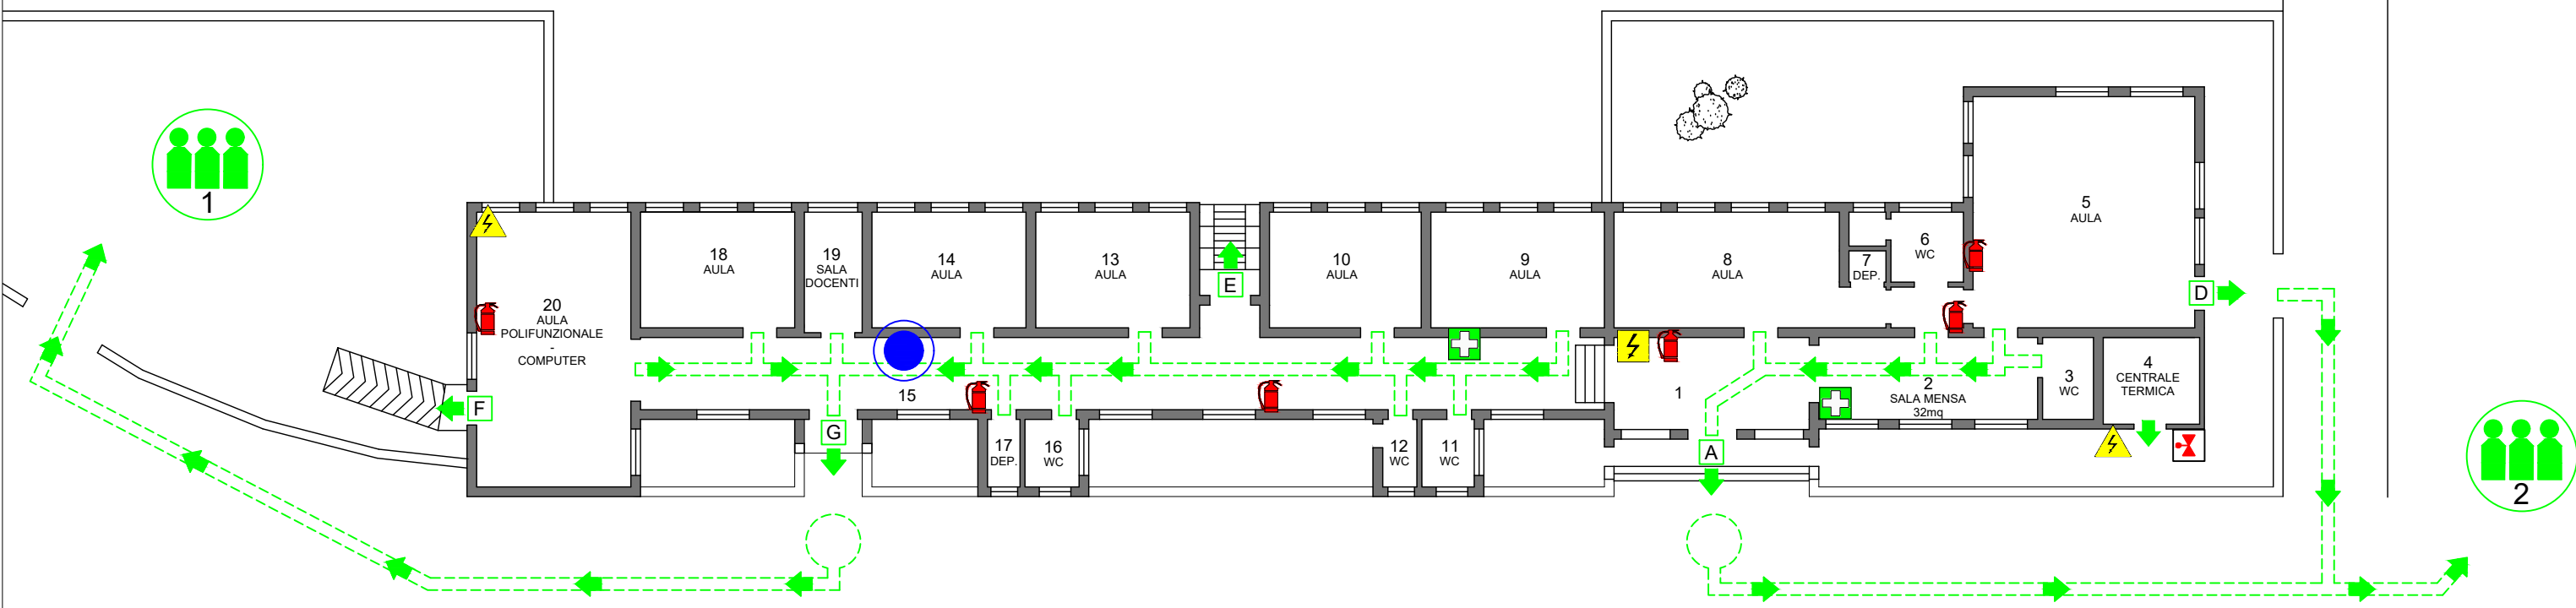 1
5
AULA
18
AULA
19
SALA
DOCENTI
14
AULA
13
AULA
10
AULA
9
AULA
8
AULA
6
WC
7
DEP.
E
D
20
AULA
POLIFUNZIONALE
-
COMPUTER
15
1
2
SALA MENSA
32mq
3
WC
4
CENTRALE
TERMICA
F
G
17
DEP.
16
WC
12
WC
11
WC
A
2